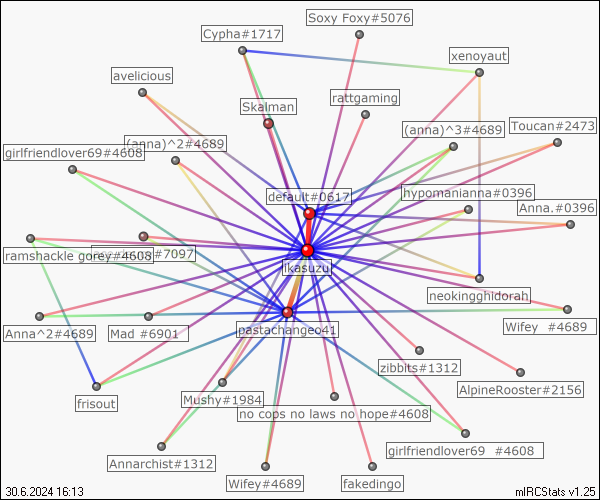 Soxy Foxy#5076
Cypha#1717
xenoyaut
avelicious
Skalman
rattgaming
(anna)^3#4689
Toucan#2473
(anna)^2#4689
girlfriendlover69#4608
default#0617
hypomanianna#0396
Anna.#0396
ramshackle gorey#4608
#7097
ikasuzu
neokingghidorah
Anna^2#4689
Mad #6901
pastachangeo41
Wifey #4689
zibbits#1312
AlpineRooster#2156
frisout
Mushy#1984
no cops no laws no hope#4608
girlfriendlover69 #4608
Annarchist#1312
Wifey#4689
fakedingo
30.6.2024 16:13
mIRCStats v1.25